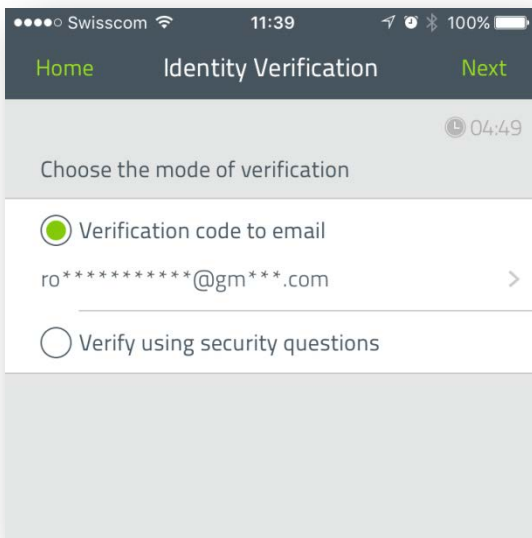 Swisscom 11:39 100%
Home Identity Verification Next
04:49
Choose the mode of verification
Verification code to email
ro***********@gm***.com
Verify using security questions